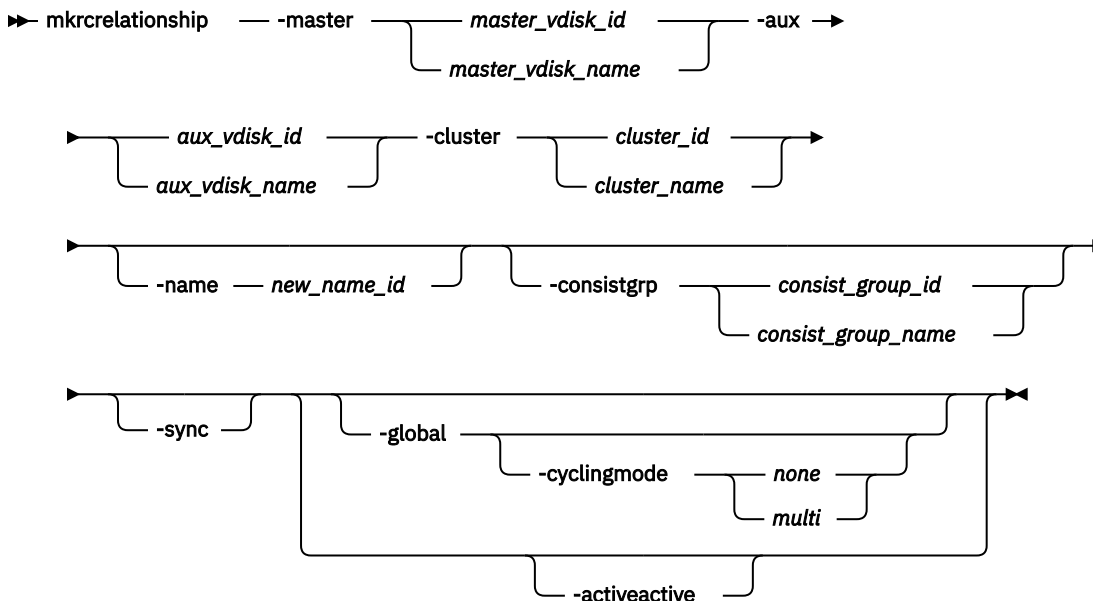 mkrcrelationship -master master_vdisk_id -aux
master_vdisk_name
aux_vdisk_id -cluster cluster_id
aux_vdisk_name cluster_name
-name new_name_id -consistgrp consist_group_id
consist_group_name
-sync -global
-cyclingmode none
multi
-activeactive